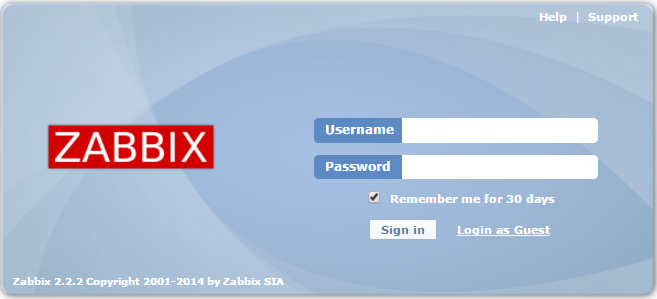 Help | Support
ZABBIX
Username
Password
Remember me for 30 days
Sign in Login as Guest
Zabbix 2.2.2 Copyright 2001-2014 by Zabbix SIA